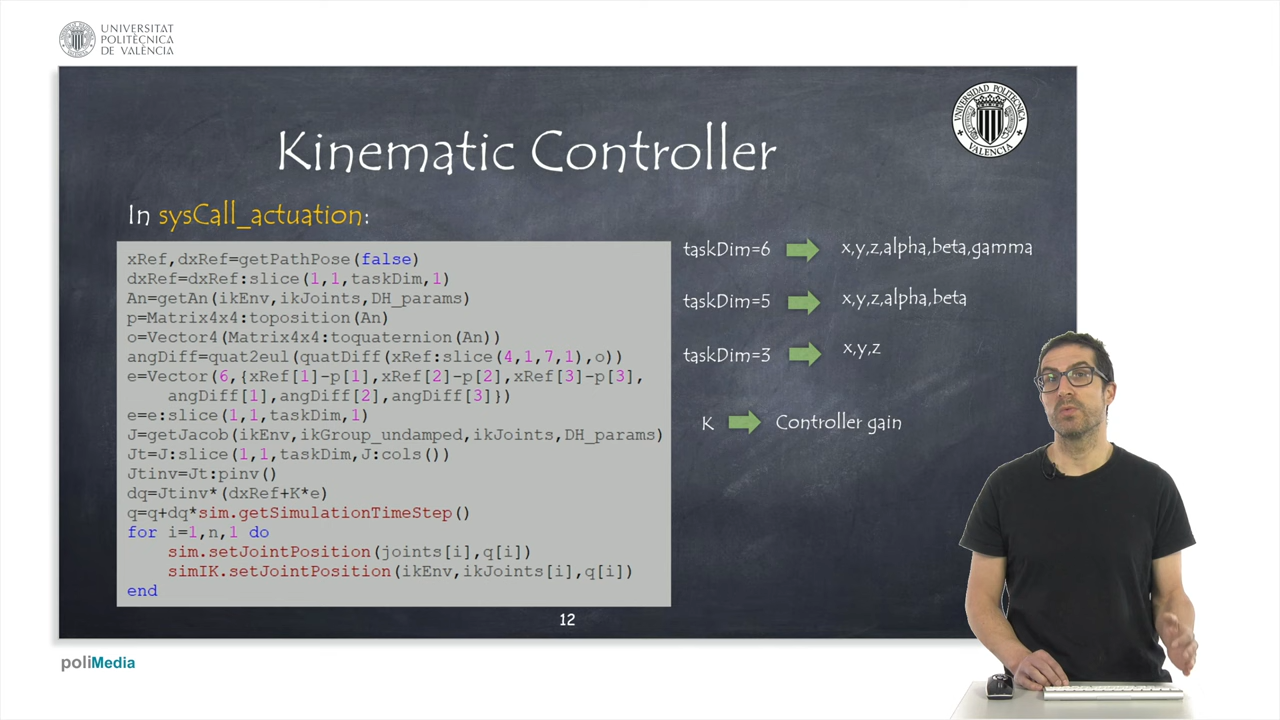 UNIVERSITAT
POLITÈCNICA
DE VALÈNCIA
UNIVERSIDAD POLITECNICA
VALENCIA
Kinematic Controller
In sysCall_actuation:
xRef,dxRef=getPathPose(false)
dxRef=dxRef:slice(1,1,taskDim,1)
An=getAn(ikEnv,ikJoints,DH_params)
p=Matrix4x4:toposition(An)
o=Vector4(Matrix4x4:toquaternion(An))
angDiff=quat2eul(quatDiff(xRef:slice(4,1,7,1),o))
e=Vector(6,{xRef[1]-p[1],xRef[2]-p[2],xRef[3]-p[3],
angDiff[1],angDiff[2],angDiff[3]})
e=e:slice(1,1,taskDim,1)
J=getJacob(ikEnv,ikGroup_undamped,ikJoints,DH_params)
Jt=J:slice(1,1,taskDim,J:cols())
Jtinv=Jt:pinv()
dq=Jtinv*(dxRef+K*e)
q=q+dq*sim.getSimulationTimeStep()
for i=1,n,1 do
sim.setJointPosition(joints[i],q[i])
simIK.setJointPosition(ikEnv,ikJoints[i],q[i])
end
taskDim=6 x,y,z,alpha,beta,gamma
taskDim=5 x,y,z,alpha,beta
taskDim=3 x,y,z
K Controller gain
12
poliMedia